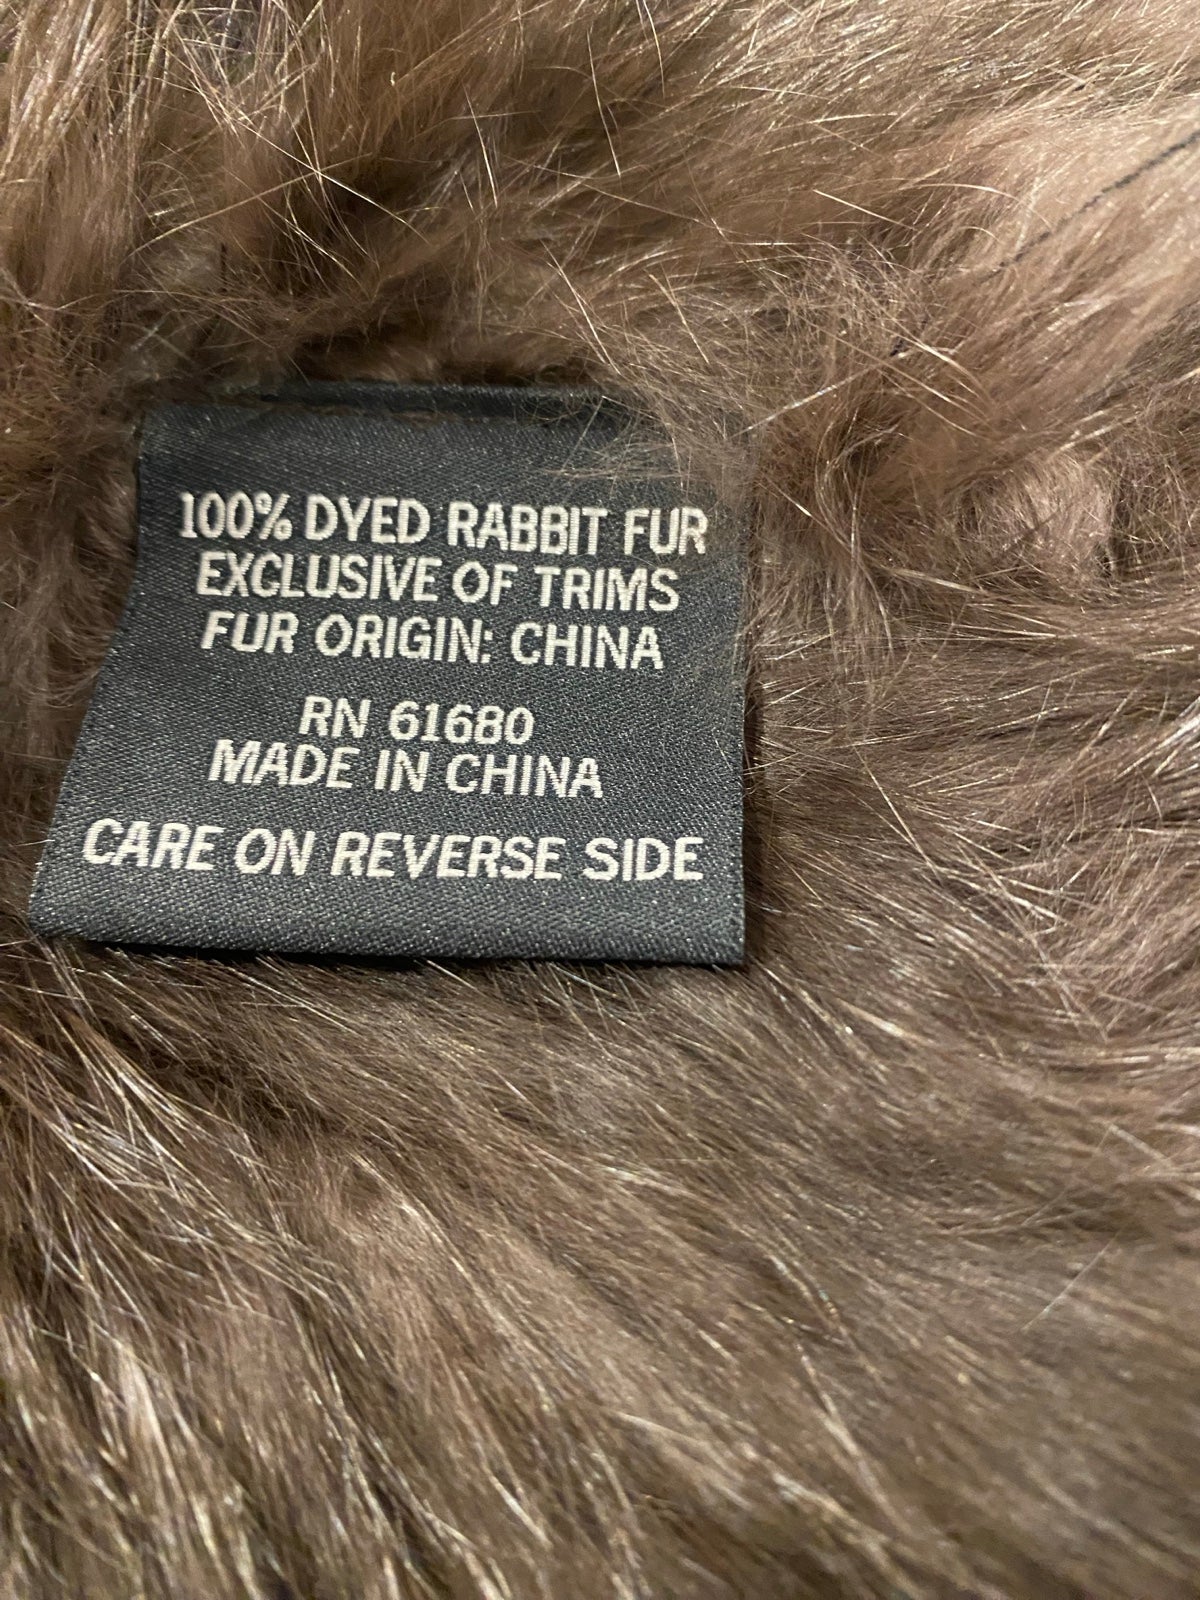 100% DYED RABBIT FUR
EXCLUSIVE OF TRIMS
FUR ORIGIN: CHINA
RN 61680
MADE IN CHINA
CARE ON REVERSE SIDE